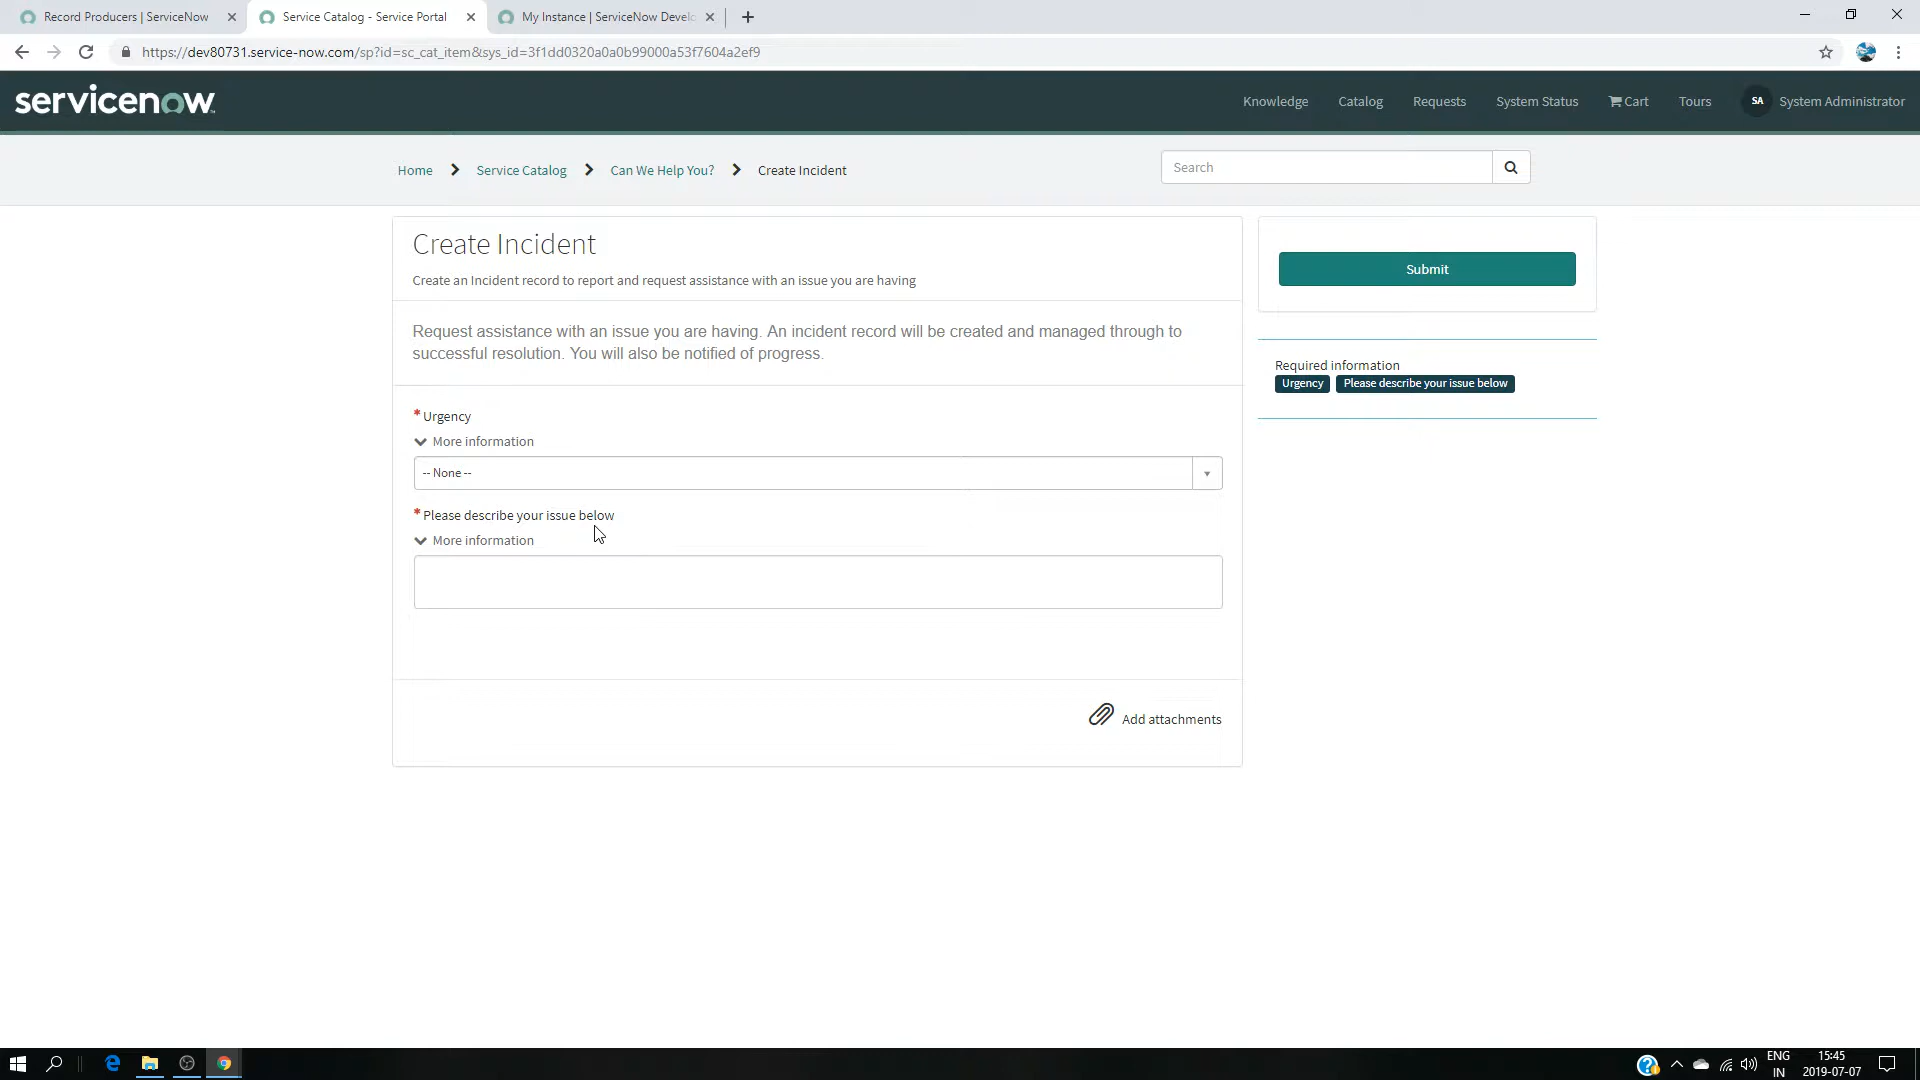 Record Producers | ServiceNow
Service Catalog - Service Portal
My Instance | ServiceNow Develo
https://dev80731.service-now.com/sp?id=sc_cat_item&sys_id=3f1dd0320a0a0b99000a53f7604a2ef9
servicenow
Knowledge
Catalog
Requests
System Status
Cart
Tours
SA
System Administrator
Home
Service Catalog
Can We Help You?
Create Incident
Search
Create Incident
Create an Incident record to report and request assistance with an issue you are having
Request assistance with an issue you are having. An incident record will be created and managed through to
successful resolution. You will also be notified of progress.
Submit
Required information
Urgency
Please describe your issue below
* Urgency
More information
-- None --
* Please describe your issue below
More information
Add attachments
ENG
IN
15:45
2019-07-07